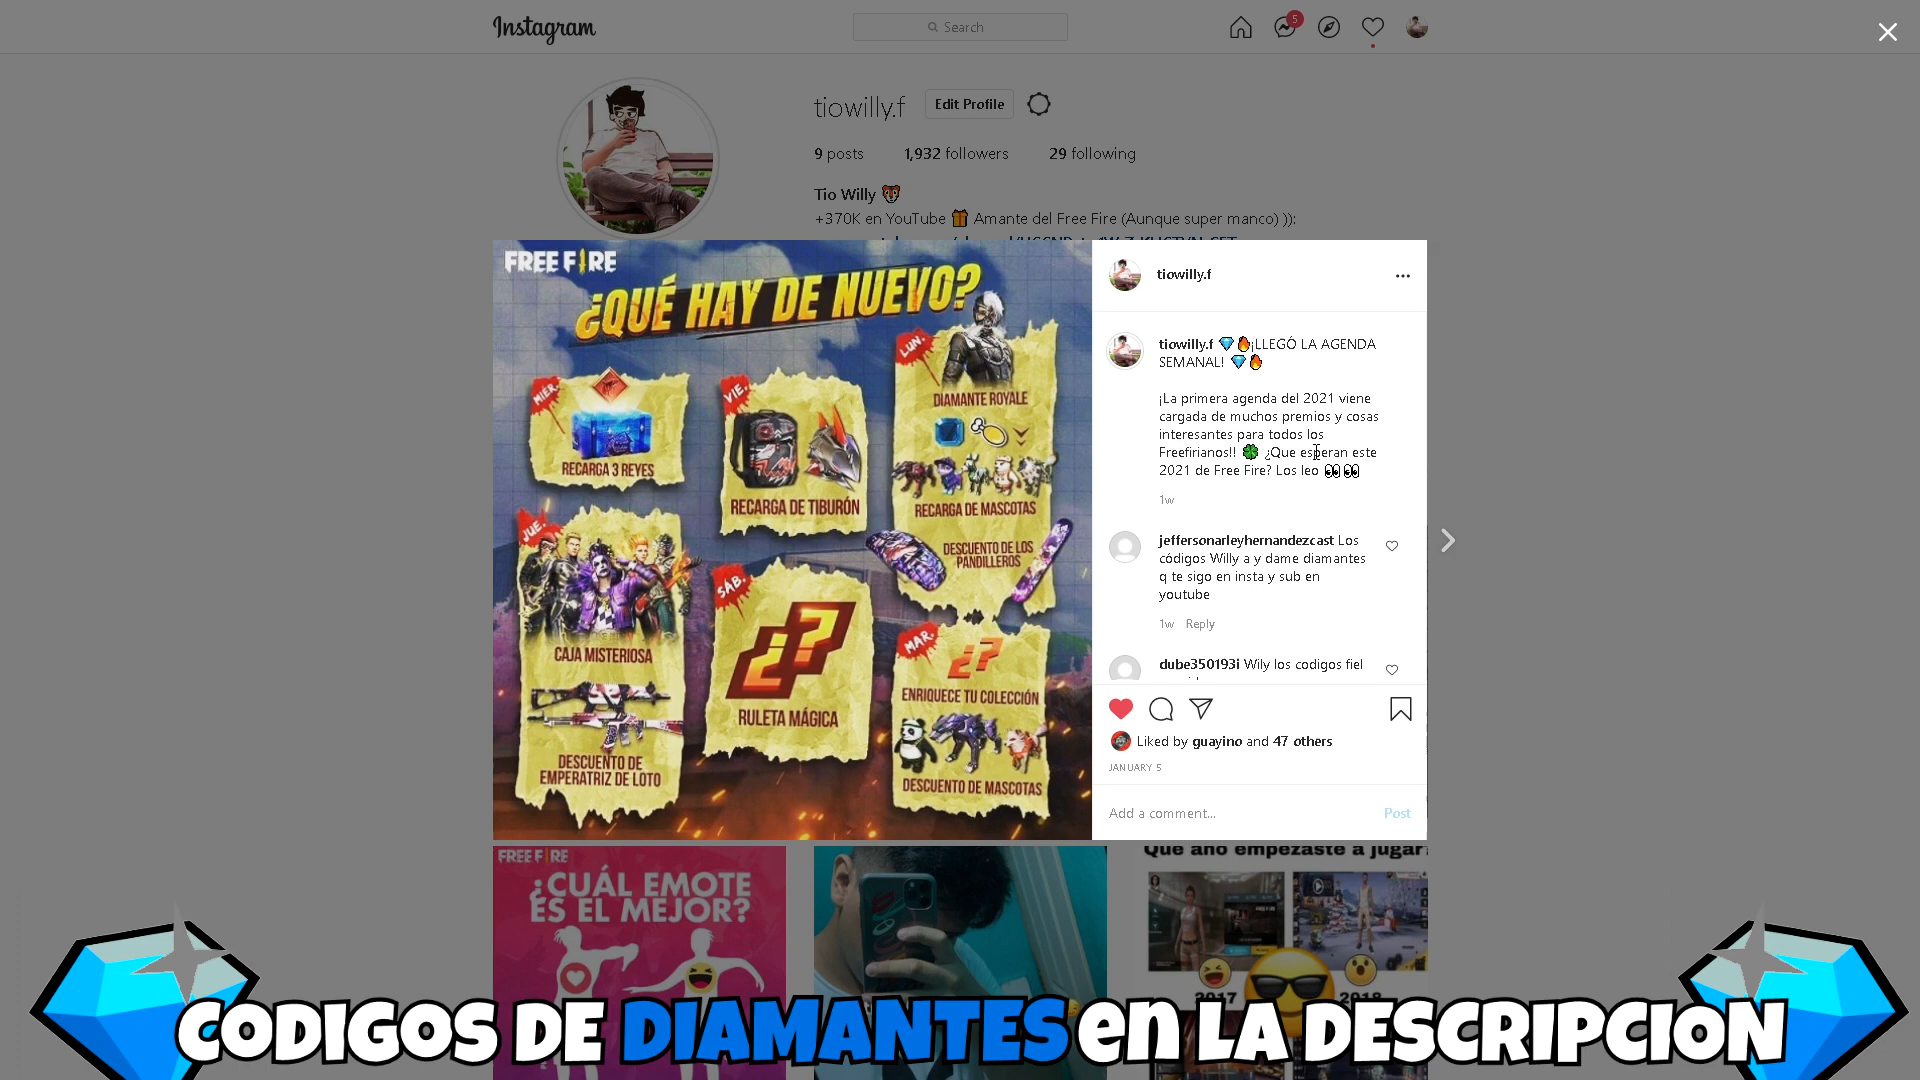 Instagram
Search
5
tiowilly.f
Edit Profile
9 posts
1,932 followers
29 following
Tio Willy
+370K en YouTube 🎁 Amante del Free Fire (Aunque super manco) )):
FREE FIRE
¿QUÉ HAY DE NUEVO?
MIÉR.
RECARGA 3 REYES
VIE.
RECARGA DE TIBURÓN
LUN.
DIAMANTE ROYALE
RECARGA DE MASCOTAS
DESCUENTO DE LOS
PANDILLEROS
JUE.
CAJA MISTERIOSA
DESCUENTO DE
EMPERATRIZ DE LOTO
SÁB.
¿?
RULETA MÁGICA
MAR.
¿?
ENRIQUECE TU COLECCIÓN
DESCUENTO DE MASCOTAS
tiowilly.f
tiowilly.f 💎🔥¡LLEGÓ LA AGENDA
SEMANAL! 💎🔥
¡La primera agenda del 2021 viene
cargada de muchos premios y cosas
interesantes para todos los
Freefirianos!! 🍀 ¿Que esperan este
2021 de Free Fire? Los leo 👀👀
1w
jeffersonarleyhernandezcast Los
códigos Willy a y dame diamantes
q te sigo en insta y sub en
youtube
1w Reply
dube350193i Wily los codigos fiel
Liked by guayino and 47 others
JANUARY 5
Add a comment...
Post
FREE FIRE
¿CUÁL EMOTE
ES EL MEJOR?
Que año empezaste a jugar?
2017
2018
CODIGOS DE DIAMANTES en LA DESCRIPCION